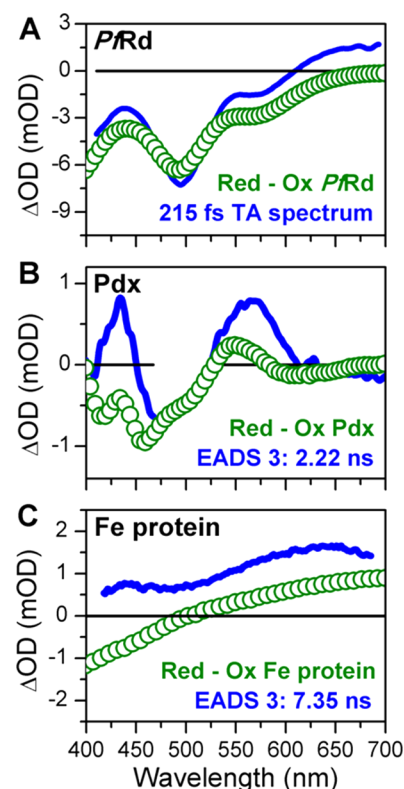 A
PfRd
3
0
-3
-6
-9
ΔOD (mOD)
Red - Ox PfRd
215 fs TA spectrum
B
Pdx
1
0
-1
ΔOD (mOD)
Red - Ox Pdx
EADS 3: 2.22 ns
C
Fe protein
2
1
0
-1
-2
ΔOD (mOD)
Red - Ox Fe protein
EADS 3: 7.35 ns
400 450 500 550 600 650 700
Wavelength (nm)